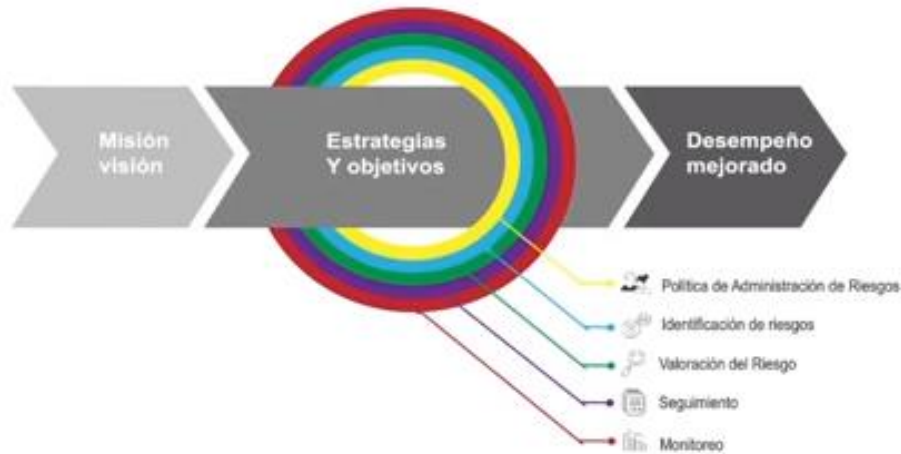 Misión
visión
Estrategias
Y objetivos
Desempeño
mejorado
Política de Administración de Riesgos
Identificación de riesgos
Valoración del Riesgo
Seguimiento
Monitoreo